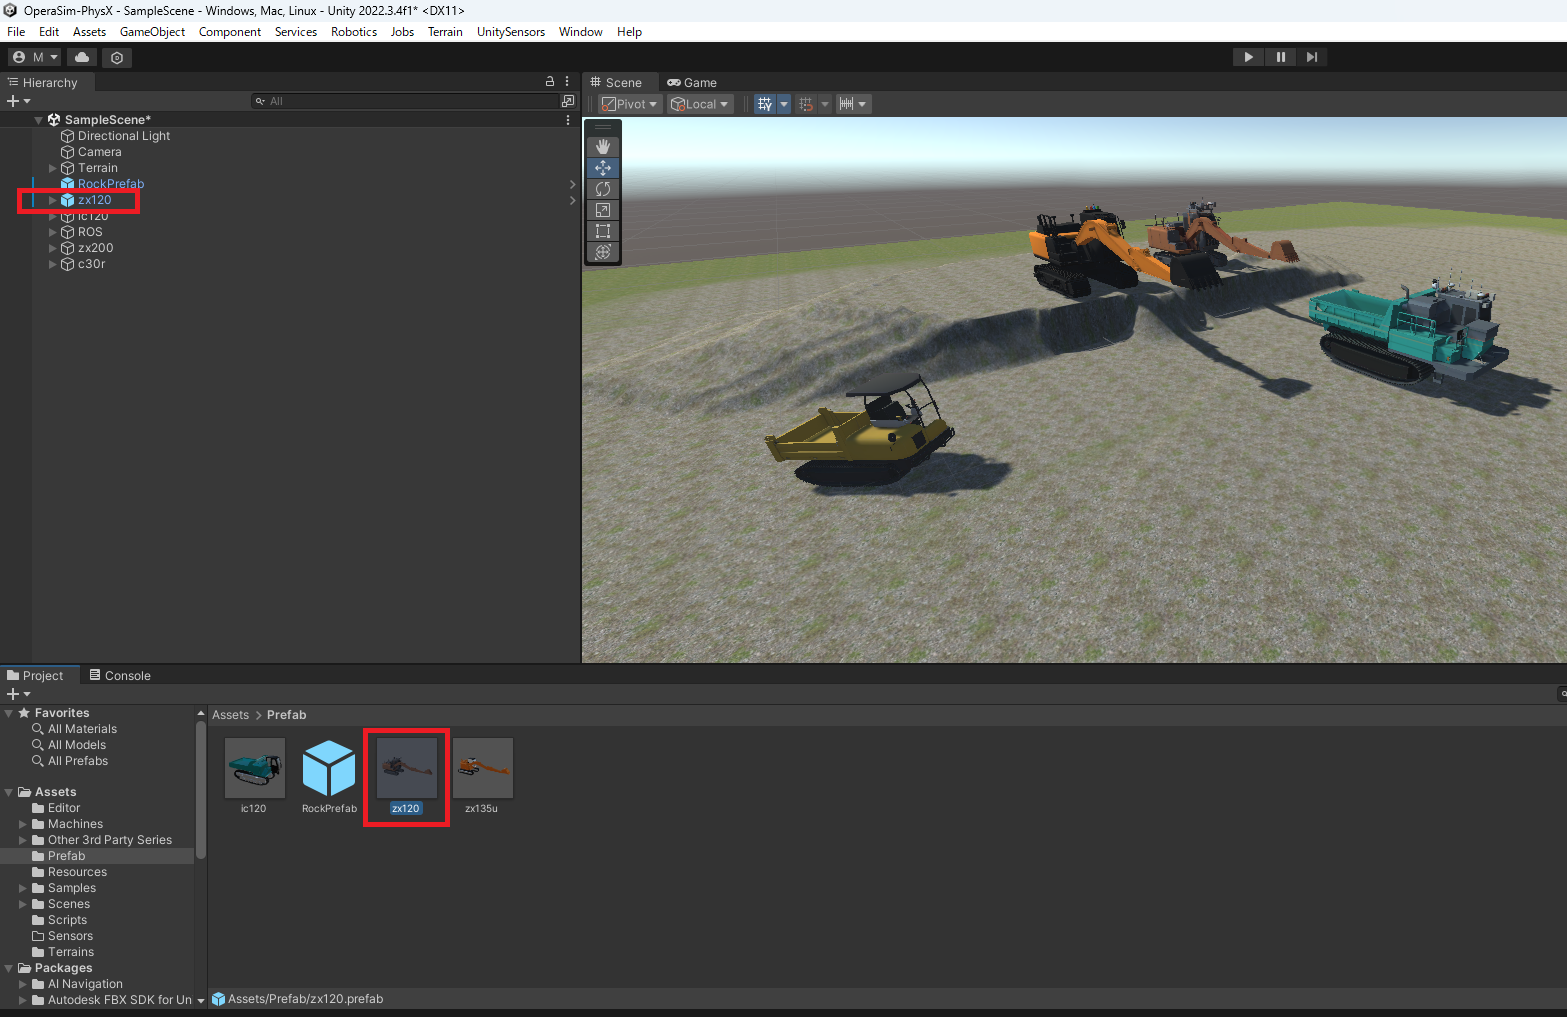 OperaSim-PhysX - SampleScene - Windows, Mac, Linux - Unity 2022.3.4f1* <DX11>
File Edit Assets GameObject Component Services Robotics Jobs Terrain UnitySensors Window Help
M
Hierarchy
All
SampleScene*
Directional Light
Camera
Terrain
RockPrefab
zx120
ic120
ROS
zx200
c30r
Scene Game
Pivot Local
Project Console
Favorites
All Materials
All Models
All Prefabs
Assets
Editor
Machines
Other 3rd Party Series
Prefab
Resources
Samples
Scenes
Scripts
Sensors
Terrains
Packages
AI Navigation
Autodesk FBX SDK for Un
Assets > Prefab
ic120 RockPrefab zx120 zx135u
Assets/Prefab/zx120.prefab